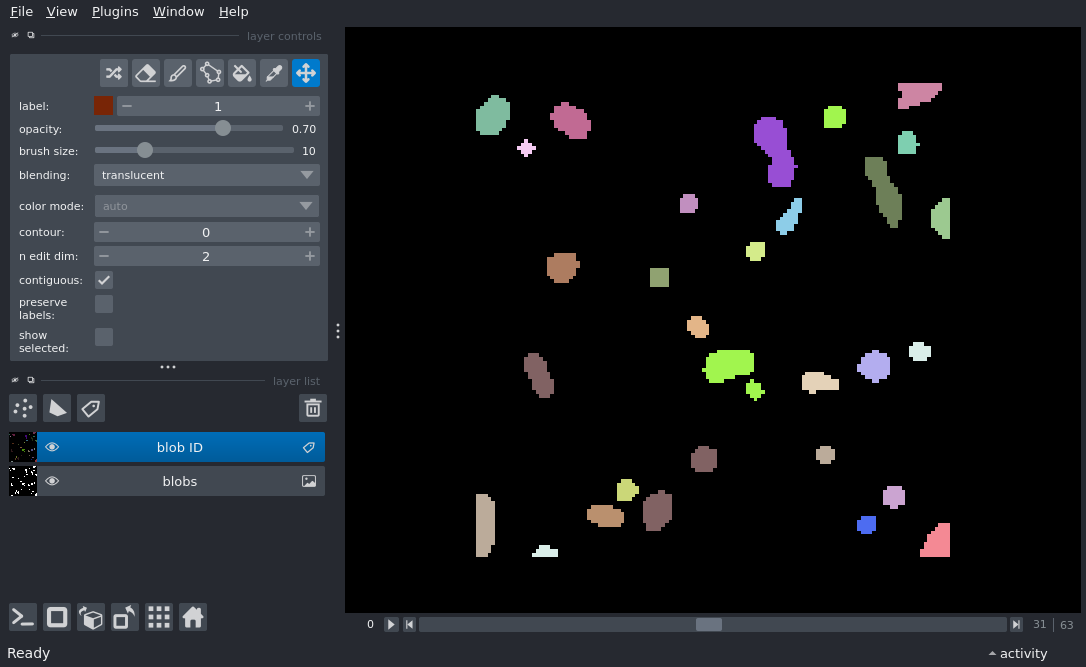 File View Plugins Window Help
layer controls
label: 1
opacity: 0.70
brush size: 10
blending: translucent
color mode: auto
contour: 0
n edit dim: 2
contiguous:
preserve
labels:
show
selected:
layer list
blob ID
blobs
0 31 63
Ready activity